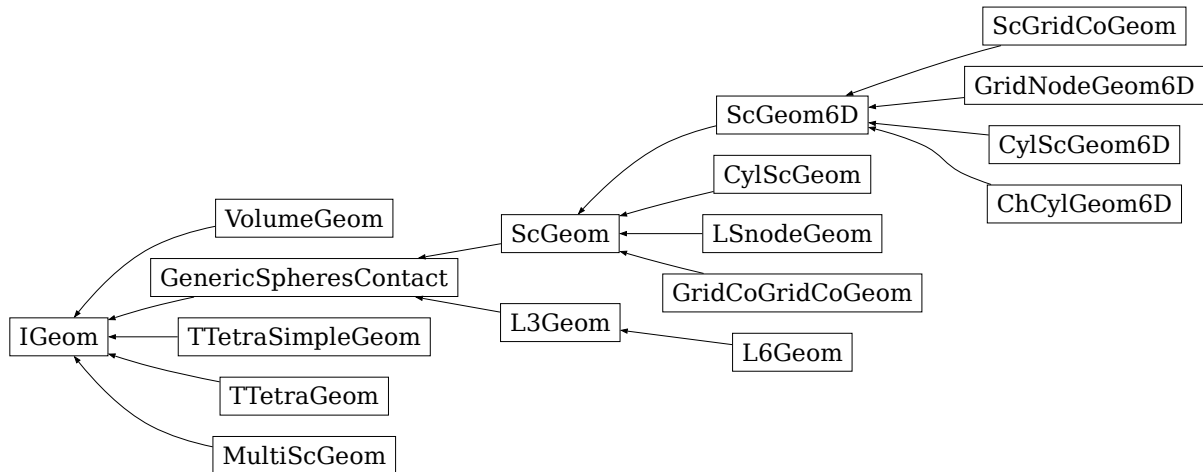 ScGridCoGeom
GridNodeGeom6D
ScGeom6D
CylScGeom6D
CylScGeom
ChCylGeom6D
VolumeGeom
ScGeom
LSnodeGeom
GenericSpheresContact
GridCoGridCoGeom
L3Geom
IGeom
TTetraSimpleGeom
L6Geom
TTetraGeom
MultiScGeom